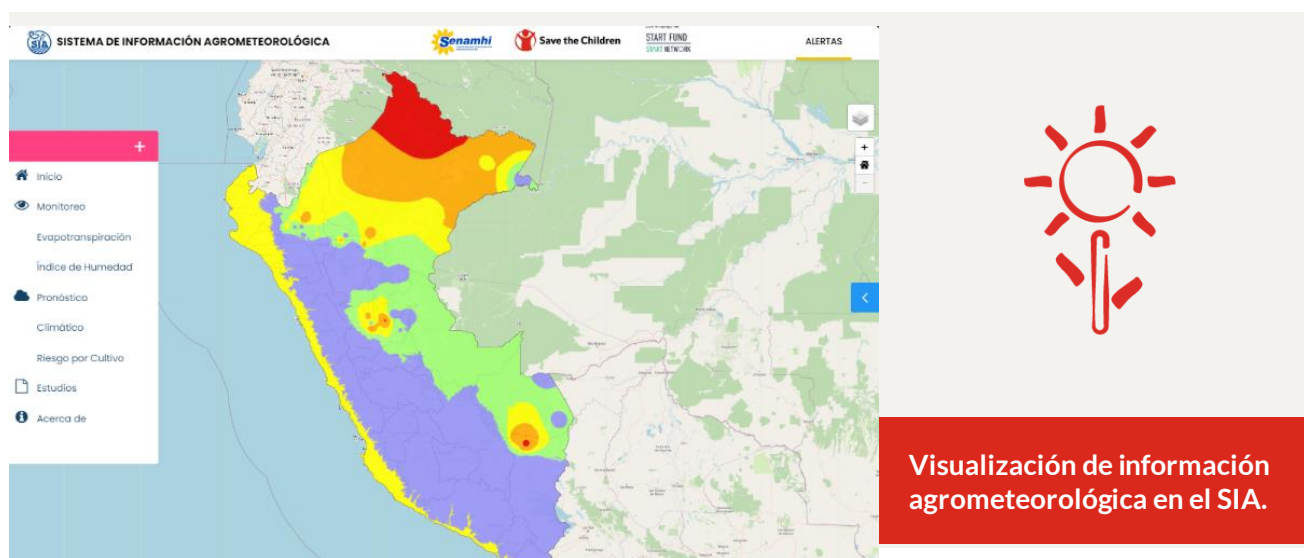 SIA
SISTEMA DE INFORMACIÓN AGROMETEOROLÓGICA
Senamhi
Save the Children
START FUND
START NETWORK
ALERTAS
+
Inicio
Monitoreo
Evapotranspiración
Índice de Humedad
Pronóstico
Climático
Riesgo por Cultivo
Estudios
Acerca de
Visualización de información
agrometeorológica en el SIA.